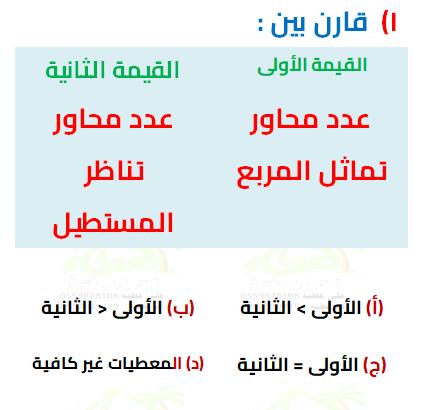 ١) قارن بين :
القيمة الأولى
القيمة الثانية
عدد محاور
تماثل المربع
عدد محاور
تناظر
المستطيل
(أ) الأولى > الثانية
(ب) الأولى < الثانية
(ج) الأولى = الثانية
(د) المعطيات غير كافية